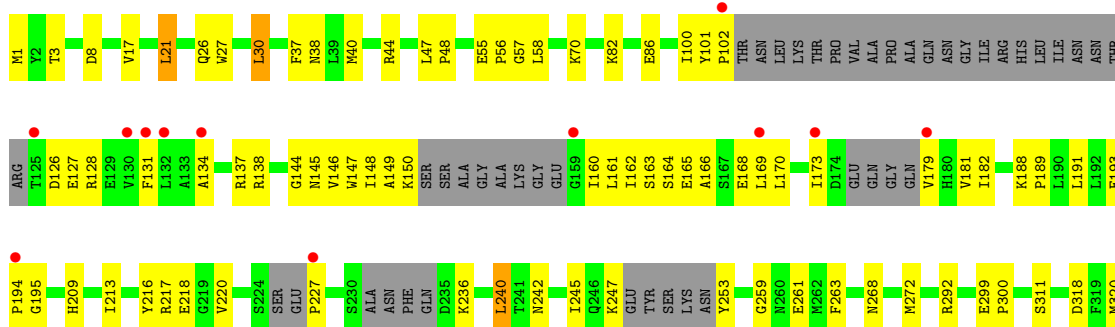 M1 Y2 T3 D8 V17 L21 Q26 W27 L30 F37 N38 L39 M40 R44 L47 P48 E55 P56 G57 L58 K70 K82 E86 I100 Y101 P102 THR ASN LEU LYS THR PRO VAL ALA PRO ALA GLN ASN GLY ILE ARG HIS LEU ILE ASN ASN THR
ARG T125 D126 E127 R128 E129 V130 F131 L132 A133 A134 R137 R138 G144 N145 V146 W147 I148 A149 K150 SER SER ALA GLY ALA LYS GLY GLU G159 I160 L161 I162 S163 S164 E165 A166 S167 E168 L169 L170 I173 D174 GLU GLN GLY GLN V179 H180 V181 I182 K188 P189 L190 L191 L192
P194 G195 H209 I213 Y216 R217 E218 G219 V220 S224 SER GLU P227 S230 ALA ASN PHE GLN D235 K236 L240 T241 N242 I245 Q246 K247 GLU TYR SER LYS ASN Y253 G259 N260 E261 M262 F263 N268 M272 R292 E299 P300 S311 D318 F319